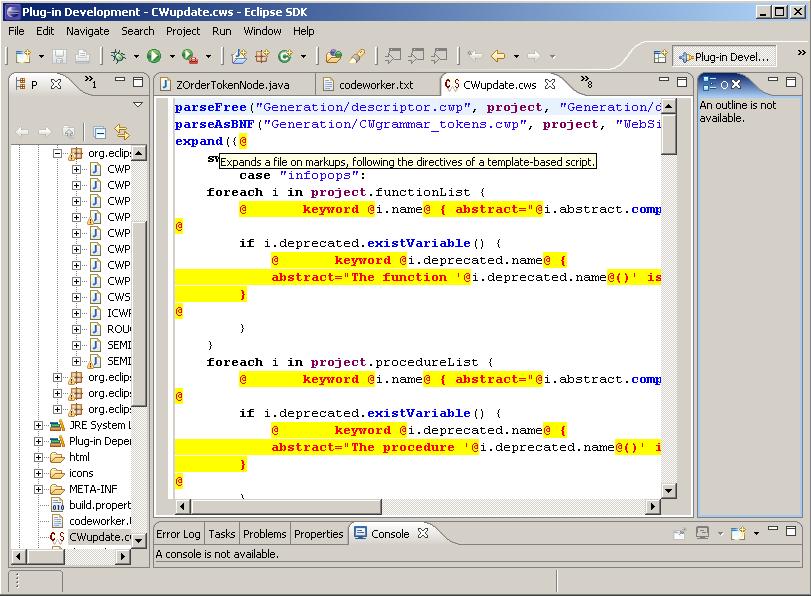 Plug-in Development - CWupdate.cws - Eclipse SDK
File Edit Navigate Search Project Run Window Help
Plug-in Devel...
P 1
ZOrderTokenNode.java codeworker.txt CWupdate.cws 8
O
parseFree("Generation/descriptor.cwp", project, "Generation/d
parseAsBNF("Generation/CWgrammar_tokens.cwp", project, "WebSi
expand({@
sw
Expands a file on markups, following the directives of a template-based script.
case "infopops":
foreach i in project.functionList {
@ keyword @i.name@ { abstract="@i.abstract.comp
@
if i.deprecated.existVariable() {
@ keyword @i.deprecated.name@ {
abstract="The function '@i.deprecated.name@()' is
}
@
}
}
foreach i in project.procedureList {
@ keyword @i.name@ { abstract="@i.abstract.comp
@
if i.deprecated.existVariable() {
@ keyword @i.deprecated.name@ {
abstract="The procedure '@i.deprecated.name@()' i
}
@
}
An outline is not
available.
org.eclip
CWP
CWP
CWP
CWP
CWP
CWP
CWP
CWP
CWS
ICWP
ROU
SEMI
SEMI
org.eclip
org.eclip
org.eclip
JRE System L
Plug-in Deper
html
icons
META-INF
build.propert
codeworker.t
CWupdate.cw
Error Log Tasks Problems Properties Console
A console is not available.